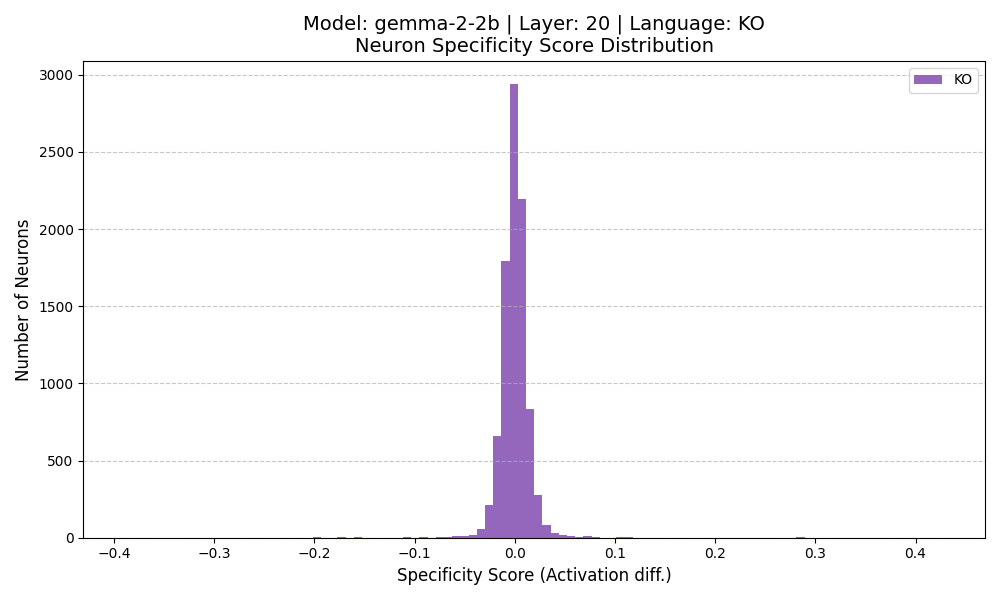 Model: gemma-2-2b | Layer: 20 | Language: KO
Neuron Specificity Score Distribution
KO
3000
2500
2000
1500
1000
500
0
Number of Neurons
−0.4 −0.3 −0.2 −0.1 0.0 0.1 0.2 0.3 0.4
Specificity Score (Activation diff.)